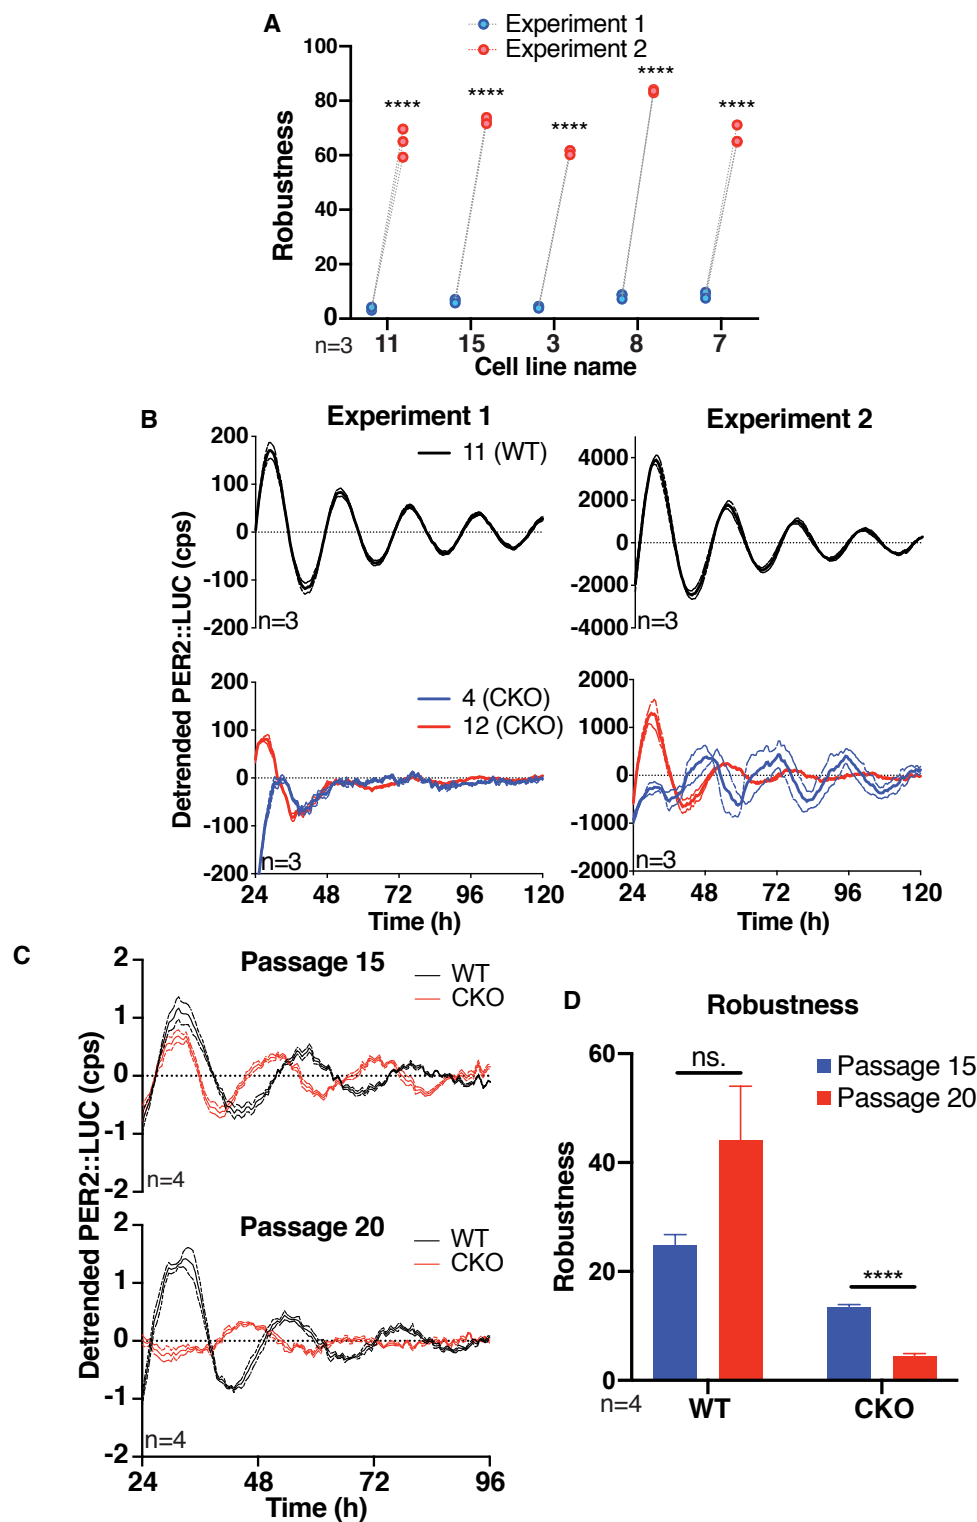 A
Experiment 1
Experiment 2
Robustness
100
80
60
40
20
0
****
****
****
****
****
n=3
11
15
3
8
7
Cell line name
B
Experiment 1
Experiment 2
Detrended PER2::LUC (cps)
200
100
0
-100
-200
11 (WT)
n=3
4000
2000
0
-2000
-4000
n=3
200
100
0
-100
-200
4 (CKO)
12 (CKO)
n=3
24
48
72
96
120
Time (h)
2000
1000
0
-1000
-2000
n=3
24
48
72
96
120
Time (h)
C
Detrended PER2::LUC (cps)
Passage 15
WT
CKO
2
1
0
-1
-2
n=4
Passage 20
WT
CKO
2
1
0
-1
-2
n=4
24
48
72
96
Time (h)
D
Robustness
Robustness
60
40
20
0
ns.
Passage 15
Passage 20
****
n=4
WT
CKO